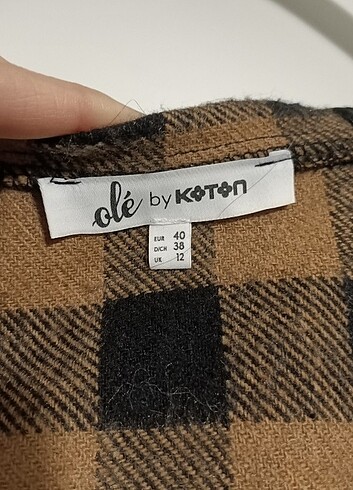 olé by KOTON
EUR 40
D/CH 38
UK 12